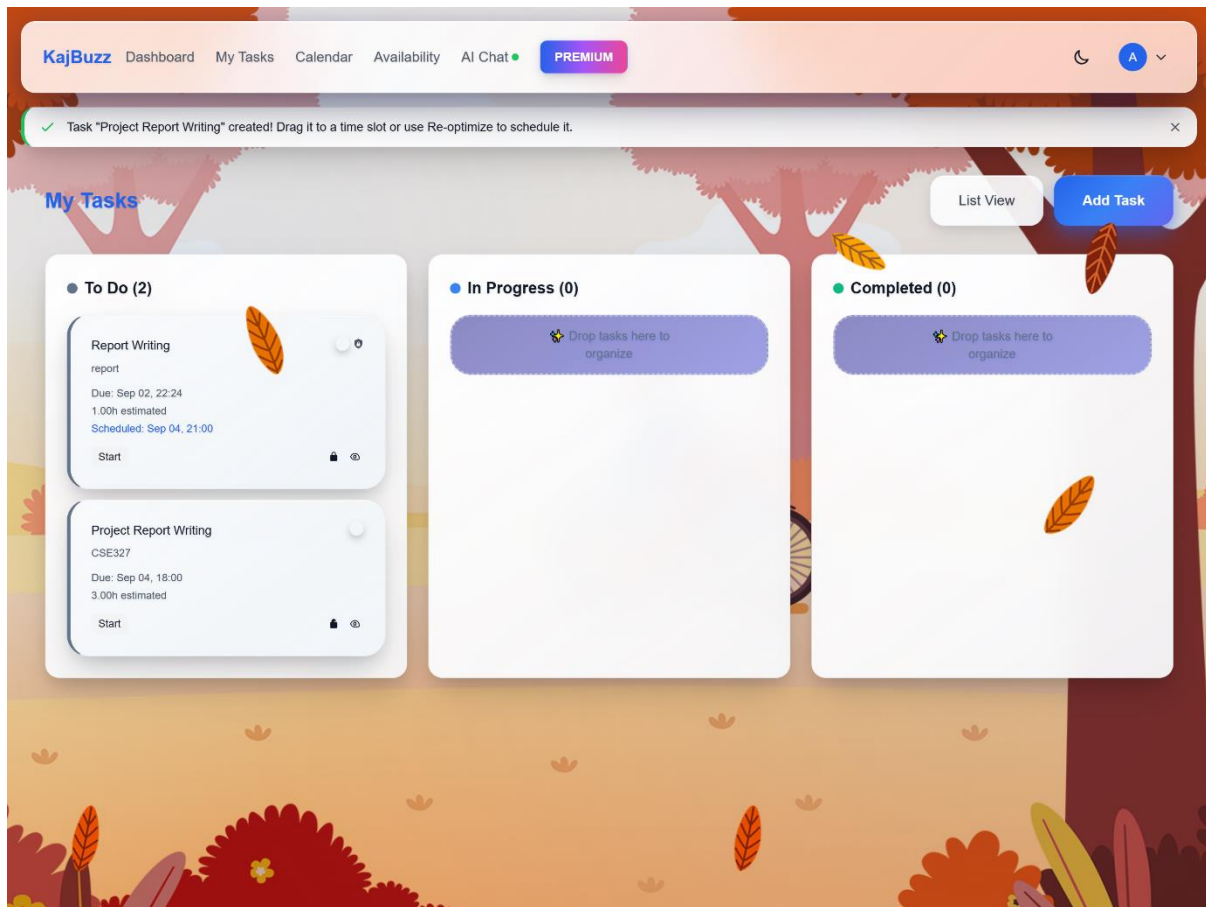 KajBuzz Dashboard My Tasks Calendar Availability AI Chat PREMIUM A
Task "Project Report Writing" created! Drag it to a time slot or use Re-optimize to schedule it.
My Tasks
List View
Add Task
To Do (2)
Report Writing
report
Due: Sep 02, 22:24
1.00h estimated
Scheduled: Sep 04, 21:00
Start
Project Report Writing
CSE327
Due: Sep 04, 18:00
3.00h estimated
Start
In Progress (0)
Drop tasks here to
organize
Completed (0)
Drop tasks here to
organize